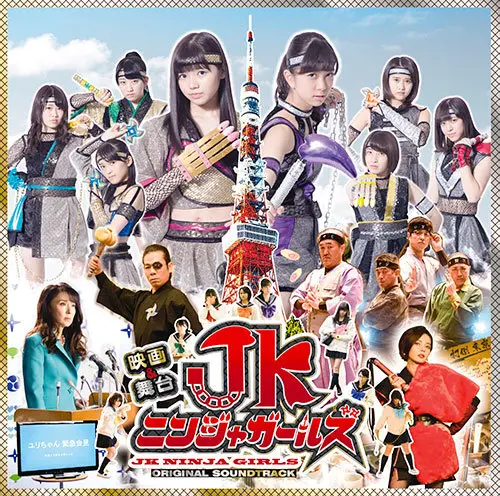 映画
&
舞台
JK
ニンジャガールズ
JK NINJA GIRLS
ORIGINAL SOUNDTRACK
ユリちゃん 緊急会見